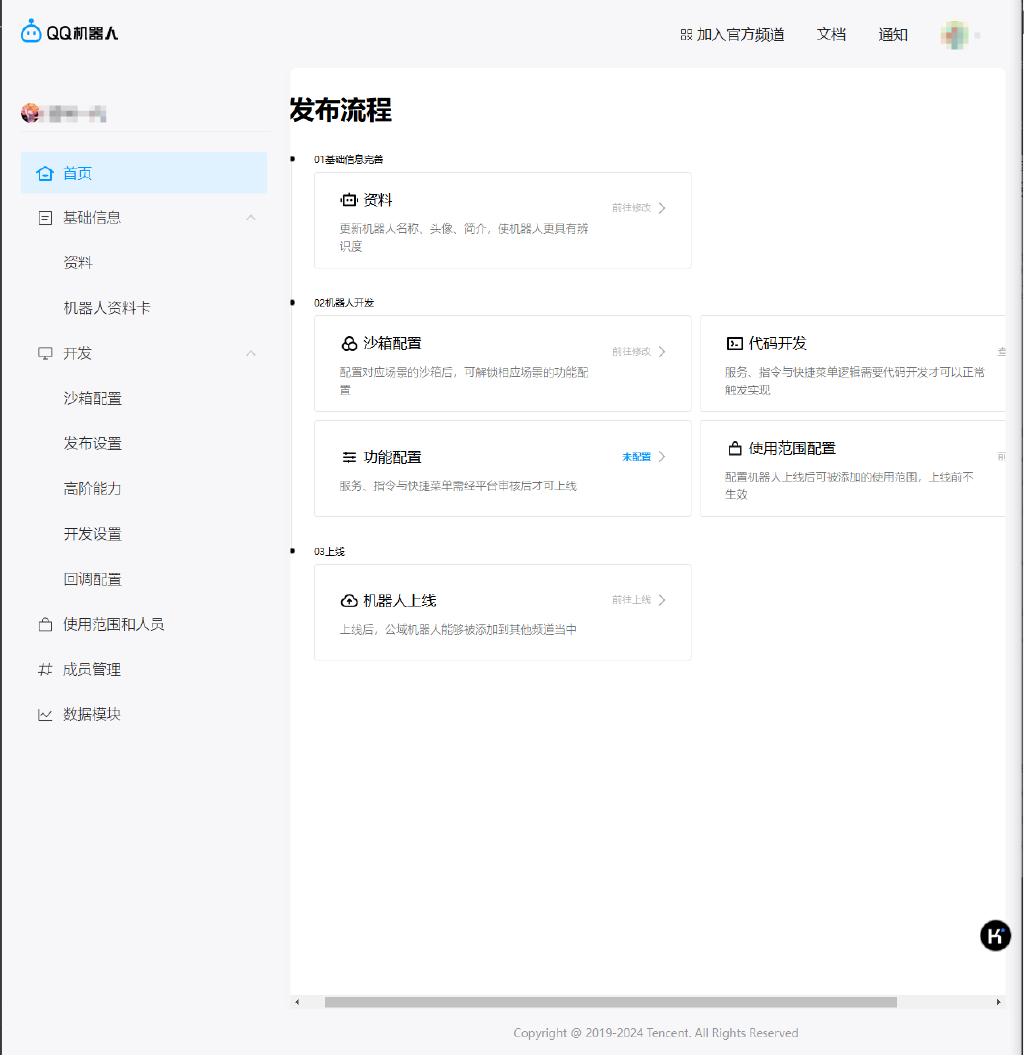 QQ机器人
加入官方频道
文档
通知
首页
基础信息
资料
机器人资料卡
开发
沙箱配置
发布设置
高阶能力
开发设置
回调配置
使用范围和人员
成员管理
数据模块
发布流程
01基础信息完善
资料
前往修改
更新机器人名称、头像、简介，使机器人更具有辨
识度
02机器人开发
沙箱配置
前往修改
配置对应场景的沙箱后，可解锁相应场景的功能配
置
代码开发
服务、指令与快捷菜单逻辑需要代码开发才可以正常
触发实现
功能配置
未配置
服务、指令与快捷菜单需经平台审核后才可上线
使用范围配置
前
配置机器人上线后可被添加的使用范围，上线前不
生效
03上线
机器人上线
前往上线
上线后，公域机器人能够被添加到其他频道当中
K
Copyright @ 2019-2024 Tencent. All Rights Reserved